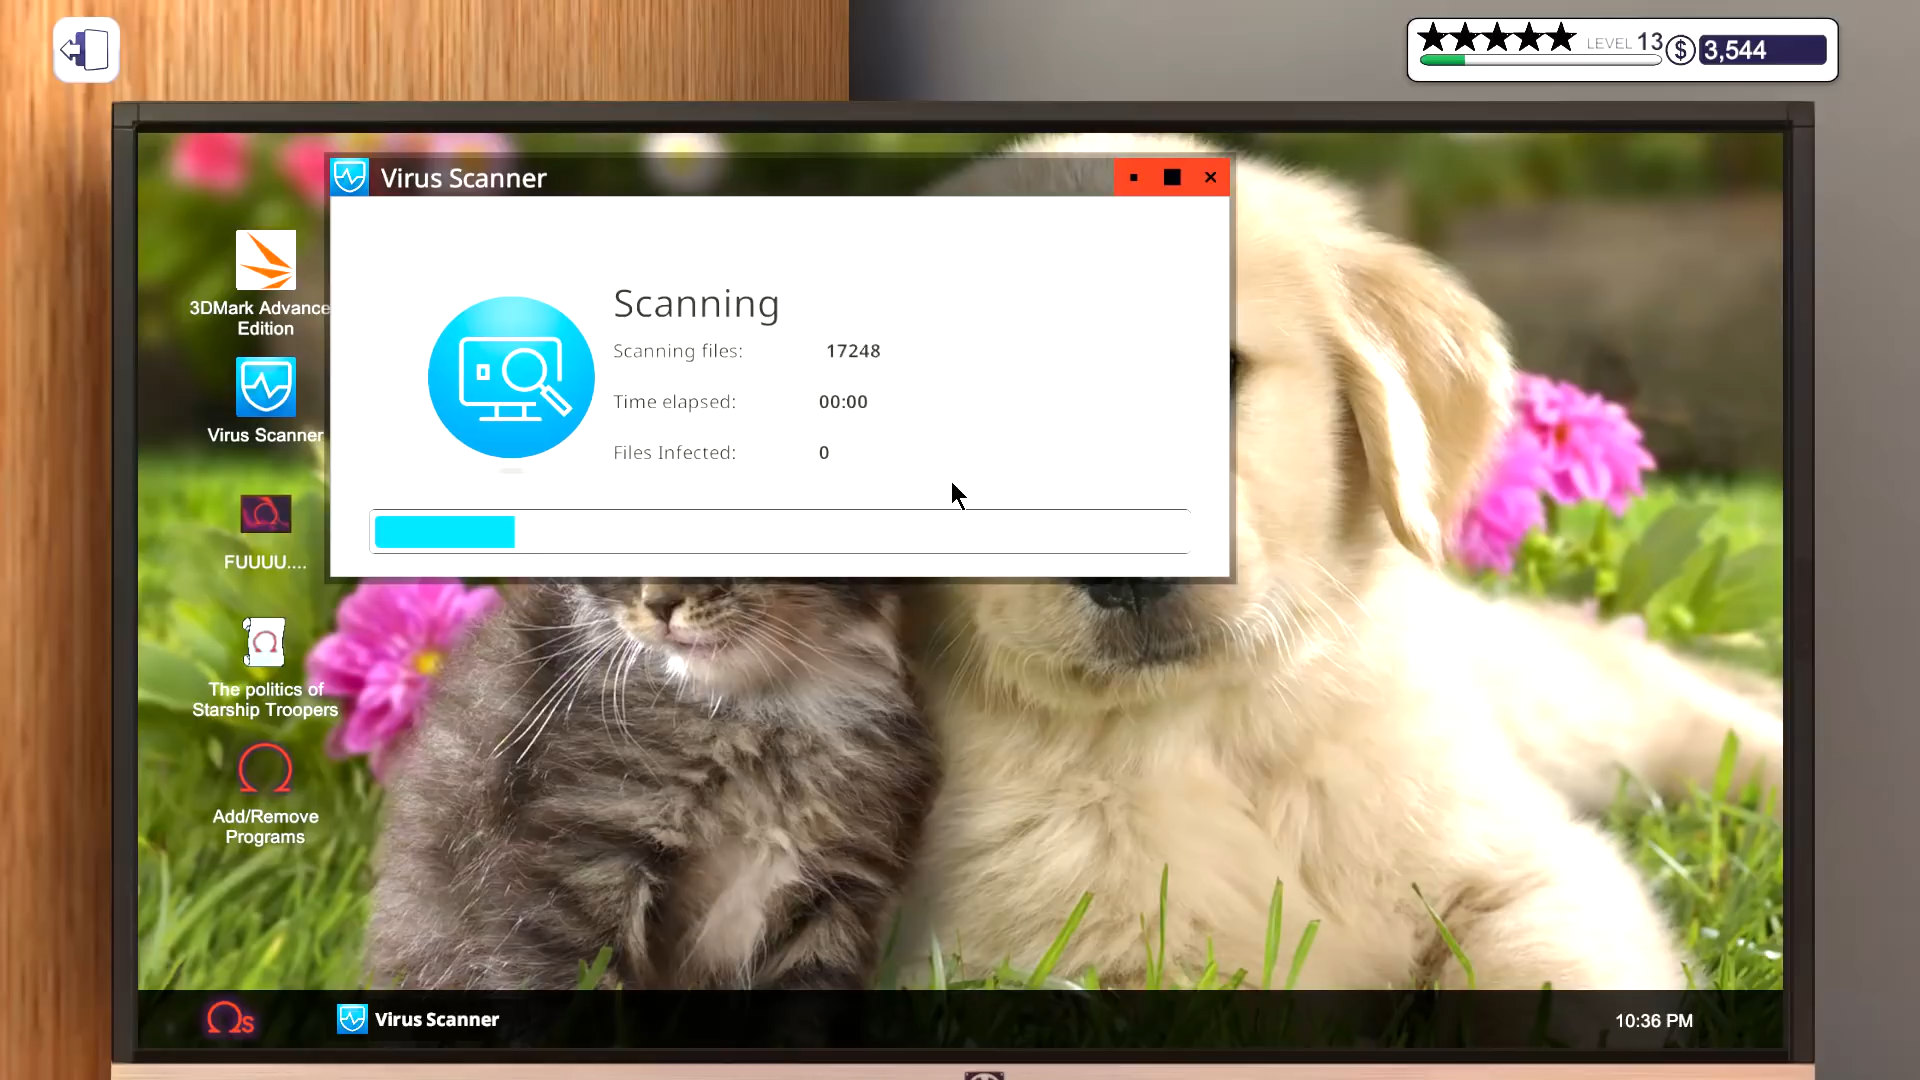 LEVEL 13
$ 3,544
Virus Scanner
3DMark Advance
Edition
Virus Scanner
FUUUU....
The politics of
Starship Troopers
Add/Remove
Programs
Scanning
Scanning files: 17248
Time elapsed: 00:00
Files Infected: 0
Ωs
Virus Scanner
10:36 PM